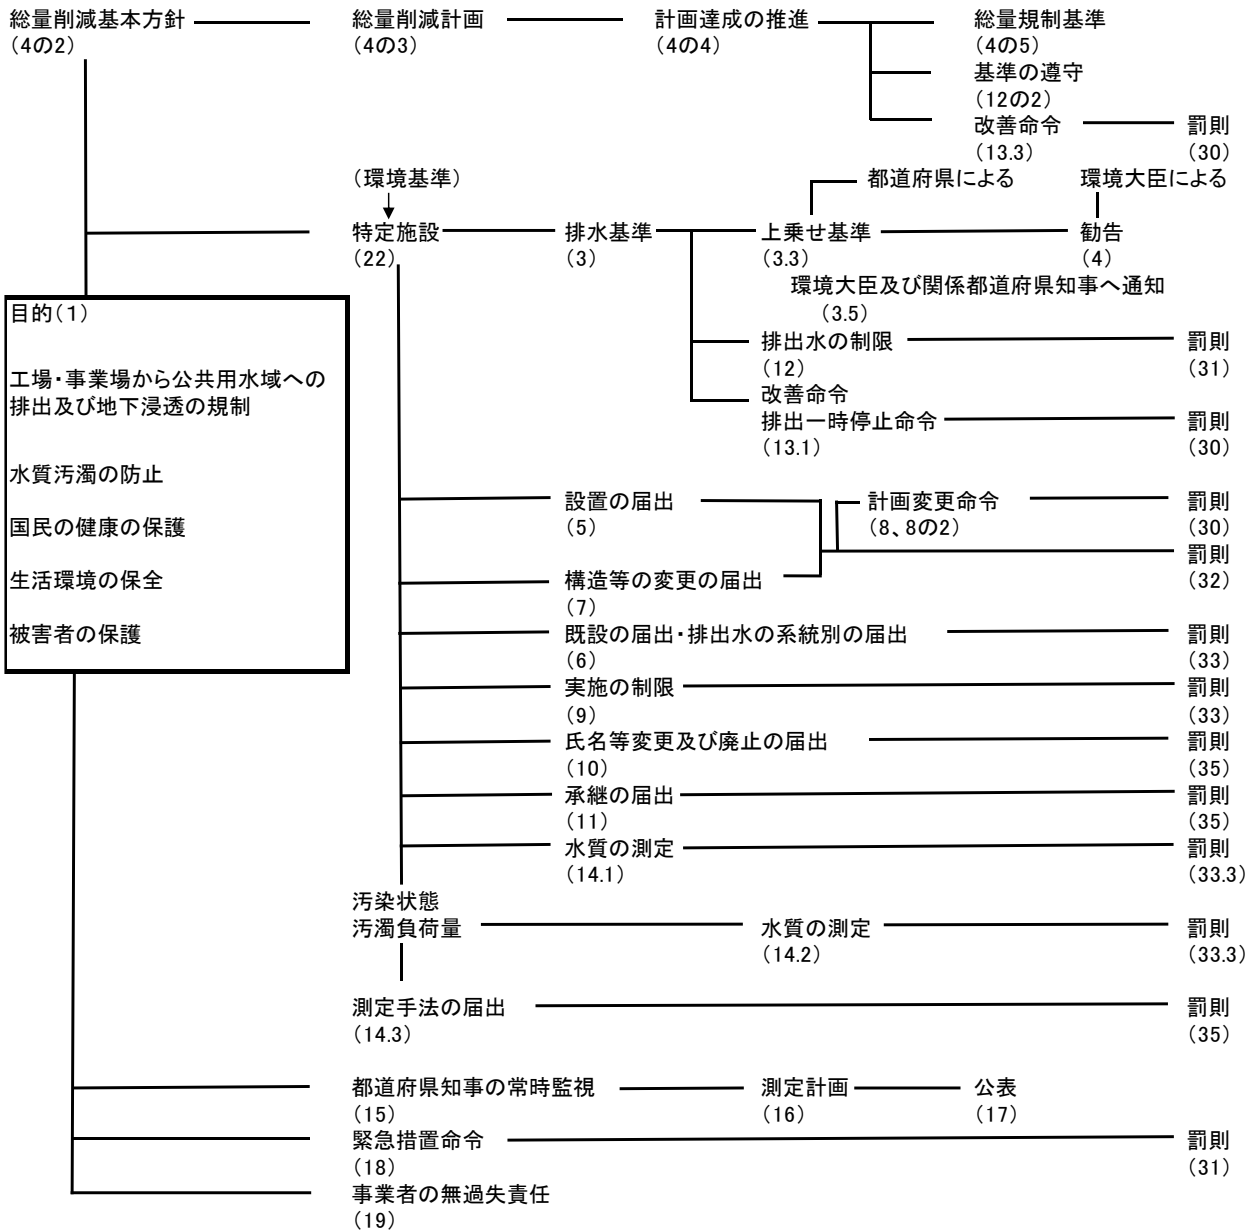 総量削減基本方針 総量削減計画 計画達成の推進 総量規制基準
(4の2) (4の3) (4の4) (4の5)
基準の遵守
(12の2)
改善命令 罰則
(13.3) (30)
(環境基準) 都道府県による 環境大臣による
特定施設 排水基準 上乗せ基準 勧告
(22) (3) (3.3) (4)
環境大臣及び関係都道府県知事へ通知
(3.5)
目的(1)
工場・事業場から公共用水域への
排出及び地下浸透の規制
水質汚濁の防止
国民の健康の保護
生活環境の保全
被害者の保護
排出水の制限 罰則
(12) (31)
改善命令
排出一時停止命令 罰則
(13.1) (30)
設置の届出 計画変更命令 罰則
(5) (8、8の2) (30)
罰則
(32)
構造等の変更の届出
(7)
既設の届出・排出水の系統別の届出 罰則
(6) (33)
実施の制限 罰則
(9) (33)
氏名等変更及び廃止の届出 罰則
(10) (35)
承継の届出 罰則
(11) (35)
水質の測定 罰則
(14.1) (33.3)
汚染状態
汚濁負荷量 水質の測定 罰則
(14.2) (33.3)
測定手法の届出 罰則
(14.3) (35)
都道府県知事の常時監視 測定計画 公表
(15) (16) (17)
緊急措置命令 罰則
(18) (31)
事業者の無過失責任
(19)